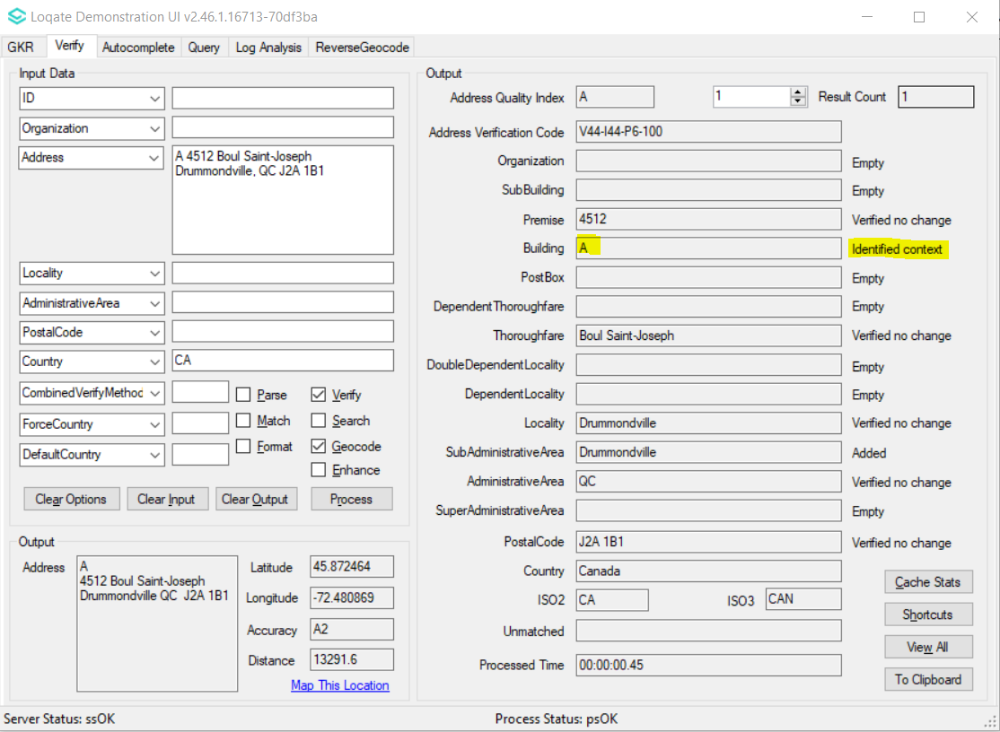 Loqate Demonstration UI v2.46.1.16713-70df3ba
GKR Verify Autocomplete Query Log Analysis ReverseGeocode
Input Data
ID
Organization
Address
A 4512 Boul Saint-Joseph
Drummondville, QC J2A 1B1
Locality
AdministrativeArea
PostalCode
Country CA
CombinedVerifyMethod Parse Verify
ForceCountry Match Search
DefaultCountry Format Geocode
Enhance
Clear Options Clear Input Clear Output Process
Output
Address
A
4512 Boul Saint-Joseph
Drummondville QC J2A 1B1
Latitude 45.872464
Longitude -72.480869
Accuracy A2
Distance 13291.6
Map This Location
Output
Address Quality Index A 1 Result Count 1
Address Verification Code V44-I44-P6-100
Organization Empty
SubBuilding Empty
Premise 4512 Verified no change
Building A Identified context
PostBox Empty
DependentThoroughfare Empty
Thoroughfare Boul Saint-Joseph Verified no change
DoubleDependentLocality Empty
DependentLocality Empty
Locality Drummondville Verified no change
SubAdministrativeArea Drummondville Added
AdministrativeArea QC Verified no change
SuperAdministrativeArea Empty
PostalCode J2A 1B1 Verified no change
Country Canada
ISO2 CA ISO3 CAN
Unmatched
Processed Time 00:00:00.45
Cache Stats
Shortcuts
View All
To Clipboard
Server Status: ssOK Process Status: psOK